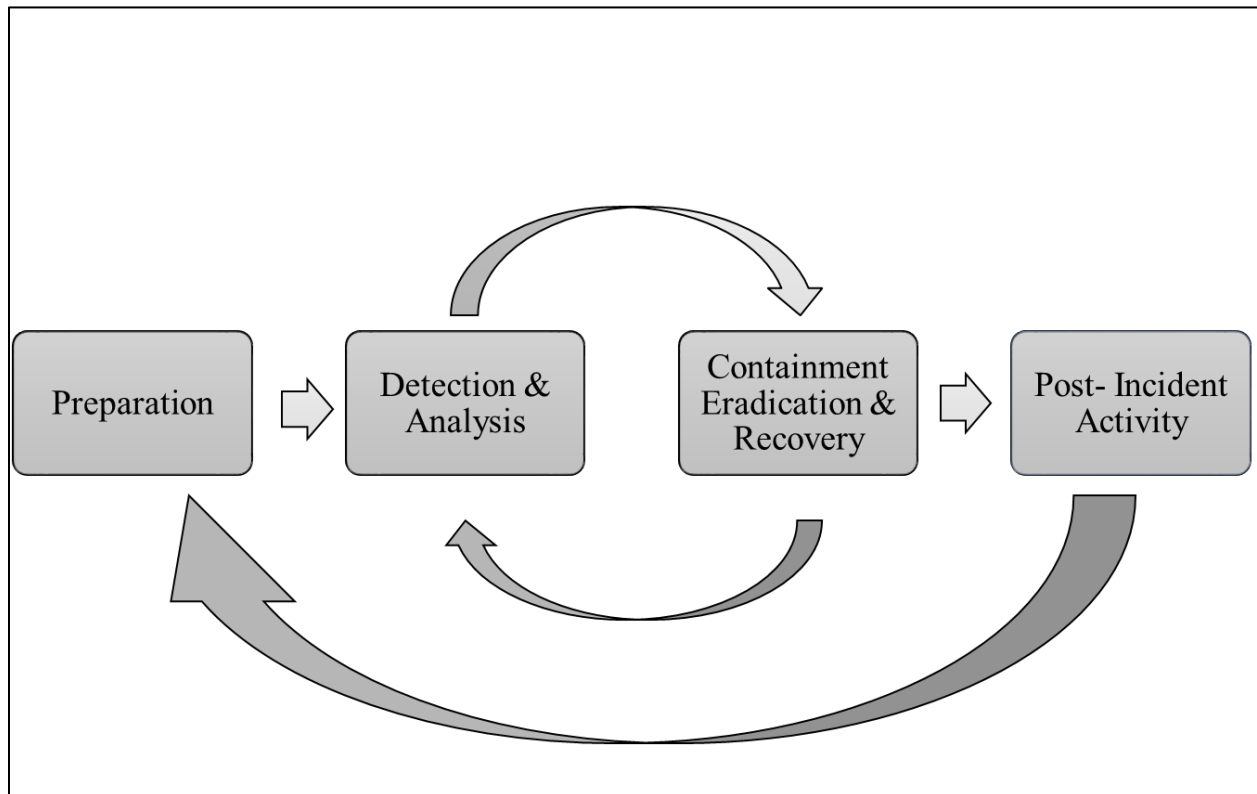 Preparation
Detection &
Analysis
Containment
Eradication &
Recovery
Post- Incident
Activity